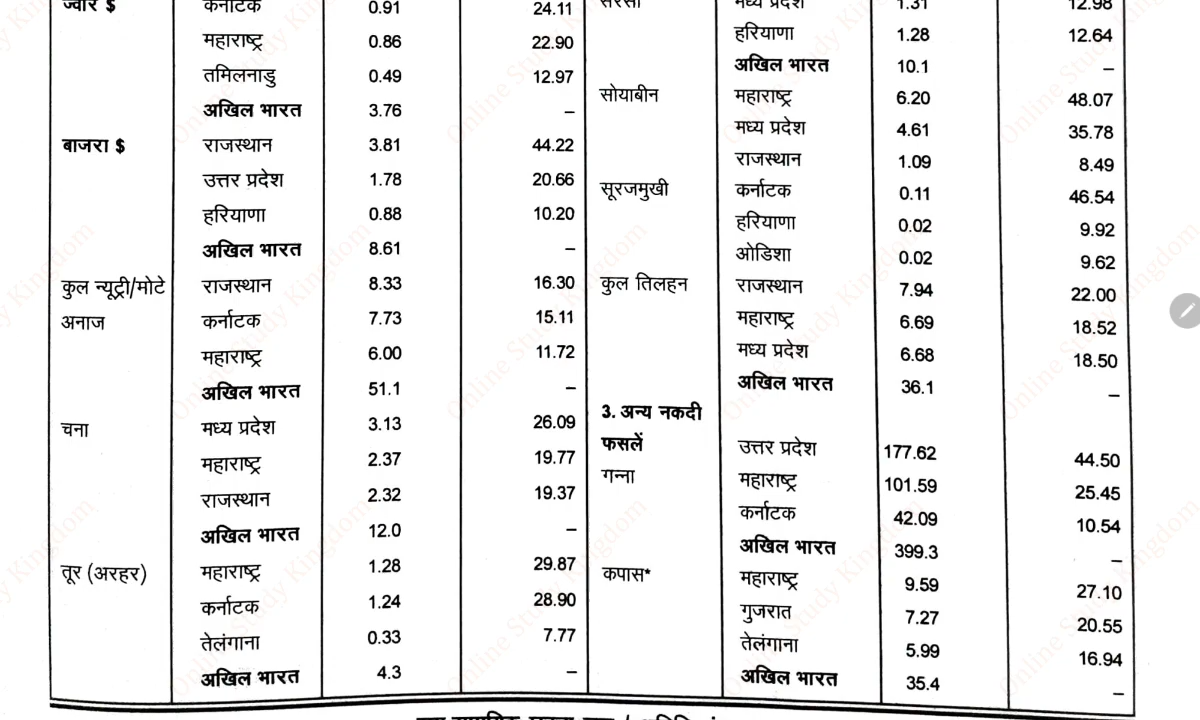 ज्वार $ कर्नाटक 0.91 24.11
महाराष्ट्र 0.86 22.90
तमिलनाडु 0.49 12.97
अखिल भारत 3.76 –
बाजरा $ राजस्थान 3.81 44.22
उत्तर प्रदेश 1.78 20.66
हरियाणा 0.88 10.20
अखिल भारत 8.61 –
कुल न्यूट्री/मोटे राजस्थान 8.33 16.30
अनाज कर्नाटक 7.73 15.11
महाराष्ट्र 6.00 11.72
अखिल भारत 51.1 –
चना मध्य प्रदेश 3.13 26.09
महाराष्ट्र 2.37 19.77
राजस्थान 2.32 19.37
अखिल भारत 12.0 –
तूर (अरहर) महाराष्ट्र 1.28 29.87
कर्नाटक 1.24 28.90
तेलंगाना 0.33 7.77
अखिल भारत 4.3 –
सरसों मध्य प्रदेश 1.31 12.98
हरियाणा 1.28 12.64
अखिल भारत 10.1 –
सोयाबीन महाराष्ट्र 6.20 48.07
मध्य प्रदेश 4.61 35.78
राजस्थान 1.09 8.49
सूरजमुखी कर्नाटक 0.11 46.54
हरियाणा 0.02 9.92
ओडिशा 0.02 9.62
कुल तिलहन राजस्थान 7.94 22.00
महाराष्ट्र 6.69 18.52
मध्य प्रदेश 6.68 18.50
अखिल भारत 36.1 –
3. अन्य नकदी
फसलें उत्तर प्रदेश 177.62 44.50
गन्ना महाराष्ट्र 101.59 25.45
कर्नाटक 42.09 10.54
अखिल भारत 399.3 –
कपास* महाराष्ट्र 9.59 27.10
गुजरात 7.27 20.55
तेलंगाना 5.99 16.94
अखिल भारत 35.4 –
Online Study Kingdom